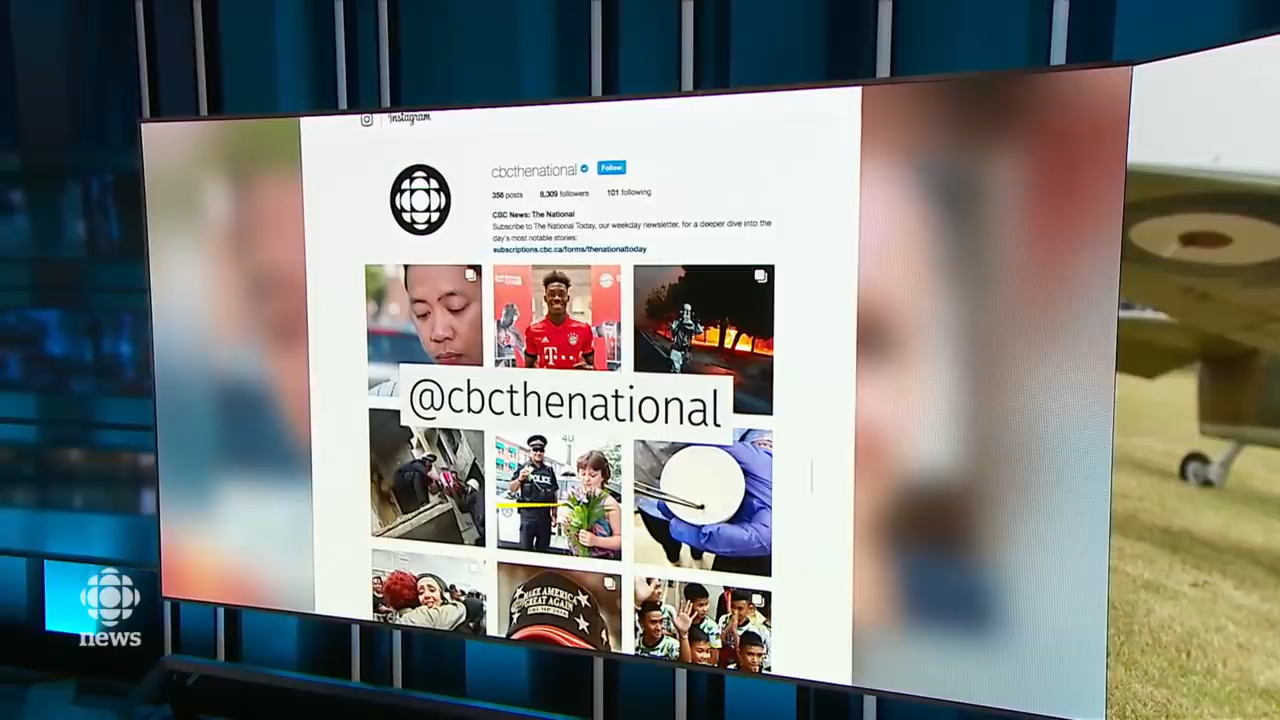 Instagram
cbcthenational
Follow
356 posts 8,309 followers 101 following
CBC News: The National
Subscribe to The National Today, our weekday newsletter, for a deeper dive into the
day's most notable stories:
subscriptions.cbc.ca/forms/thenationaltoday
T
@cbcthenational
POLICE
MAKE AMERICA
GREAT AGAIN
news